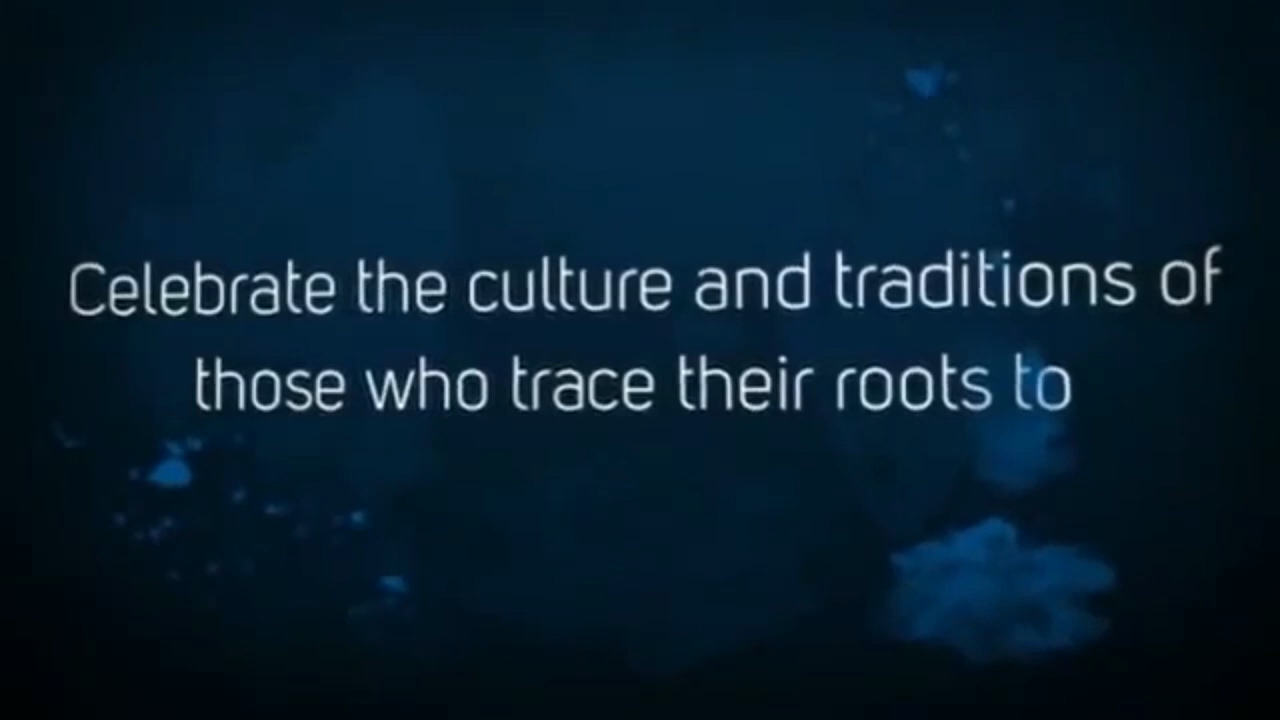 Celebrate the culture and traditions of
those who trace their roots to